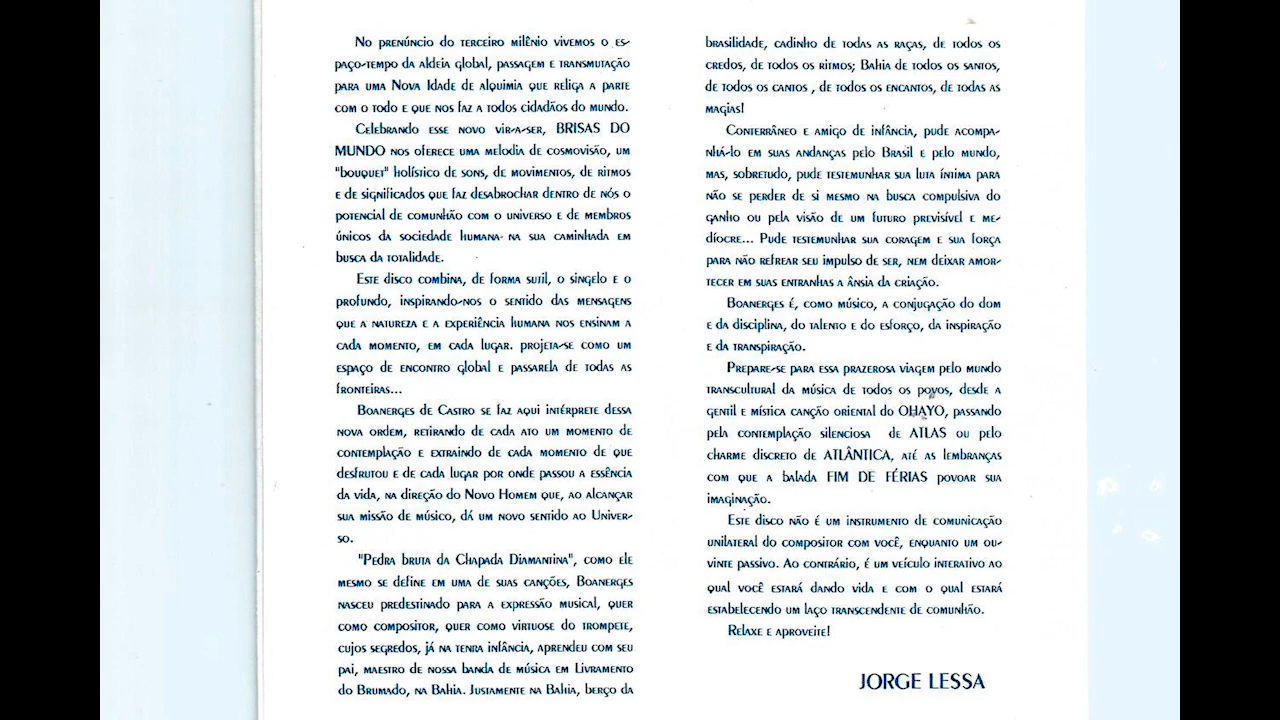 No prenúncio do terceiro milênio vivemos o es-
paço-tempo da aldeia global, passagem e transmutação
para uma Nova Idade de alquimia que religa a parte
com o todo e que nos faz a todos cidadãos do mundo.
Celebrando esse novo vir-a-ser, BRISAS DO
MUNDO nos oferece uma melodia de cosmovisão, um
"bouquet" holístico de sons, de movimentos, de ritmos
e de significados que faz desabrochar dentro de nós o
potencial de comunhão com o universo e de membros
únicos da sociedade humana na sua caminhada em
busca da totalidade.
Este disco combina, de forma sutil, o singelo e o
profundo, inspirando-nos o sentido das mensagens
que a natureza e a experiência humana nos ensinam a
cada momento, em cada lugar. projeta-se como um
espaço de encontro global e passarela de todas as
fronteiras...
Boanerges de Castro se faz aqui intérprete dessa
nova ordem, retirando de cada ato um momento de
contemplação e extraindo de cada momento de que
desfrutou e de cada lugar por onde passou a essência
da vida, na direção do Novo Homem que, ao alcançar
sua missão de músico, dá um novo sentido ao Univer-
so.
"Pedra bruta da Chapada Diamantina", como ele
mesmo se define em uma de suas canções, Boanerges
nasceu predestinado para a expressão musical, quer
como compositor, quer como virtuose do trompete,
cujos segredos, já na tenra infância, aprendeu com seu
pai, maestro de nossa banda de música em Livramento
do Brumado, na Bahia. Justamente na Bahia, berço da
brasilidade, cadinho de todas as raças, de todos os
credos, de todos os ritmos; Bahia de todos os santos,
de todos os cantos , de todos os encantos, de todas as
magias!
Conterrâneo e amigo de infância, pude acompa-
nhá-lo em suas andanças pelo Brasil e pelo mundo,
mas, sobretudo, pude testemunhar sua luta íntima para
não se perder de si mesmo na busca compulsiva do
ganho ou pela visão de um futuro previsível e me-
díocre... Pude testemunhar sua coragem e sua força
para não refrear seu impulso de ser, nem deixar amor-
tecer em suas entranhas a ânsia da criação.
Boanerges é, como músico, a conjugação do dom
e da disciplina, do talento e do esforço, da inspiração
e da transpiração.
Prepare-se para essa prazerosa viagem pelo mundo
transcultural da música de todos os povos, desde a
gentil e mística canção oriental do OHAYO, passando
pela contemplação silenciosa de ATLAS ou pelo
charme discreto de ATLÂNTICA, até as lembranças
com que a balada FIM DE FÉRIAS povoar sua
imaginação.
Este disco não é um instrumento de comunicação
unilateral do compositor com você, enquanto um ou-
vinte passivo. Ao contrário, é um veículo interativo ao
qual você estará dando vida e com o qual estará
estabelecendo um laço transcendente de comunhão.
Relaxe e aproveite!
JORGE LESSA